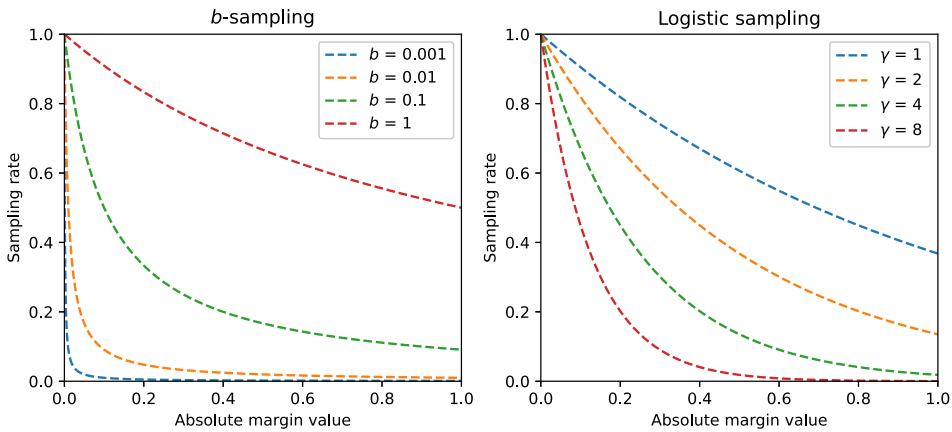 b-sampling
Sampling rate
1.0
0.8
0.6
0.4
0.2
0.0
b = 0.001
b = 0.01
b = 0.1
b = 1
0.0 0.2 0.4 0.6 0.8 1.0
Absolute margin value
Logistic sampling
Sampling rate
1.0
0.8
0.6
0.4
0.2
0.0
γ = 1
γ = 2
γ = 4
γ = 8
0.0 0.2 0.4 0.6 0.8 1.0
Absolute margin value